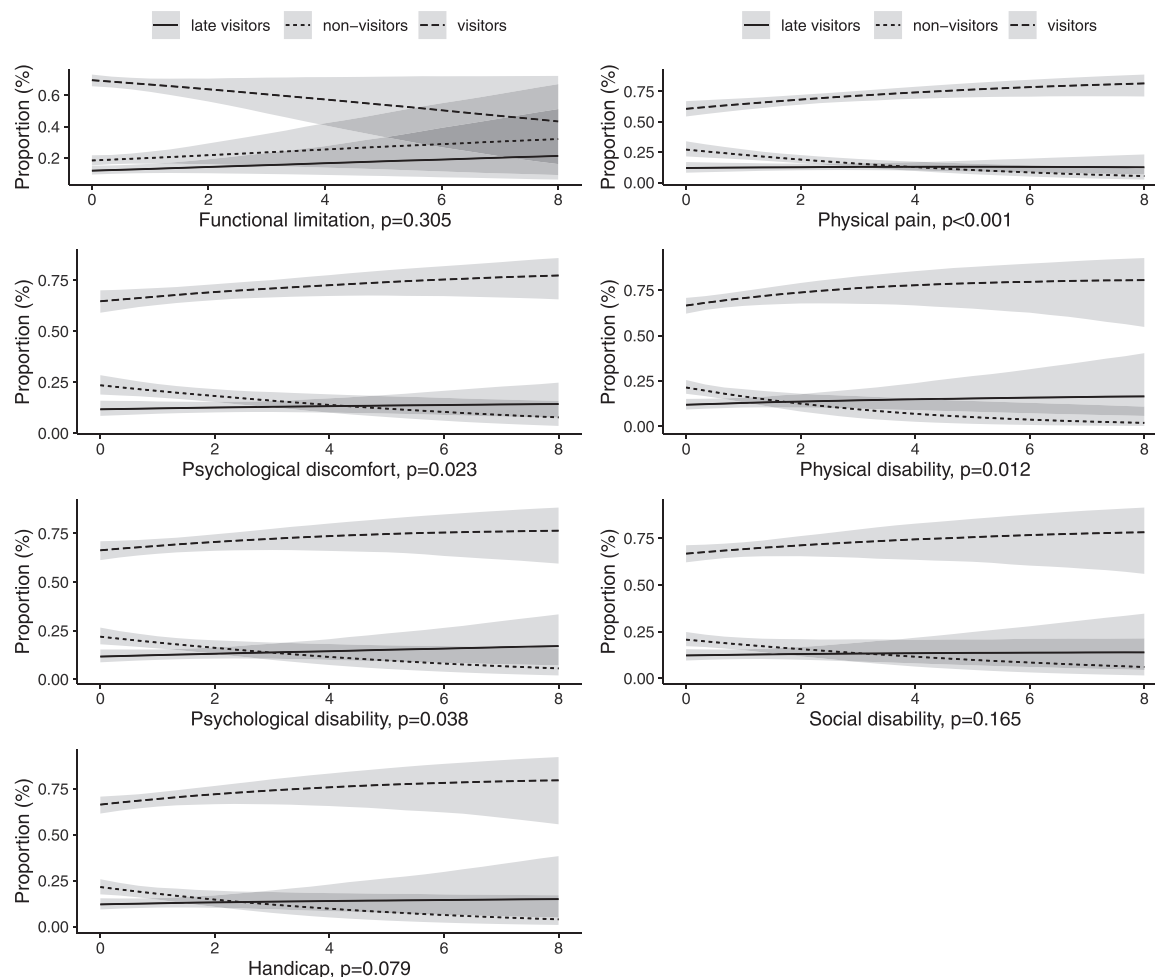 late visitors non−visitors visitors
late visitors non−visitors visitors
Proportion (%)
0.6
0.4
0.2
0 2 4 6 8
Functional limitation, p=0.305
Proportion (%)
0.75
0.50
0.25
0.00
0 2 4 6 8
Physical pain, p<0.001
Proportion (%)
0.75
0.50
0.25
0.00
0 2 4 6 8
Psychological discomfort, p=0.023
Proportion (%)
0.75
0.50
0.25
0.00
0 2 4 6 8
Physical disability, p=0.012
Proportion (%)
0.75
0.50
0.25
0.00
0 2 4 6 8
Psychological disability, p=0.038
Proportion (%)
0.75
0.50
0.25
0.00
0 2 4 6 8
Social disability, p=0.165
Proportion (%)
0.75
0.50
0.25
0.00
0 2 4 6 8
Handicap, p=0.079